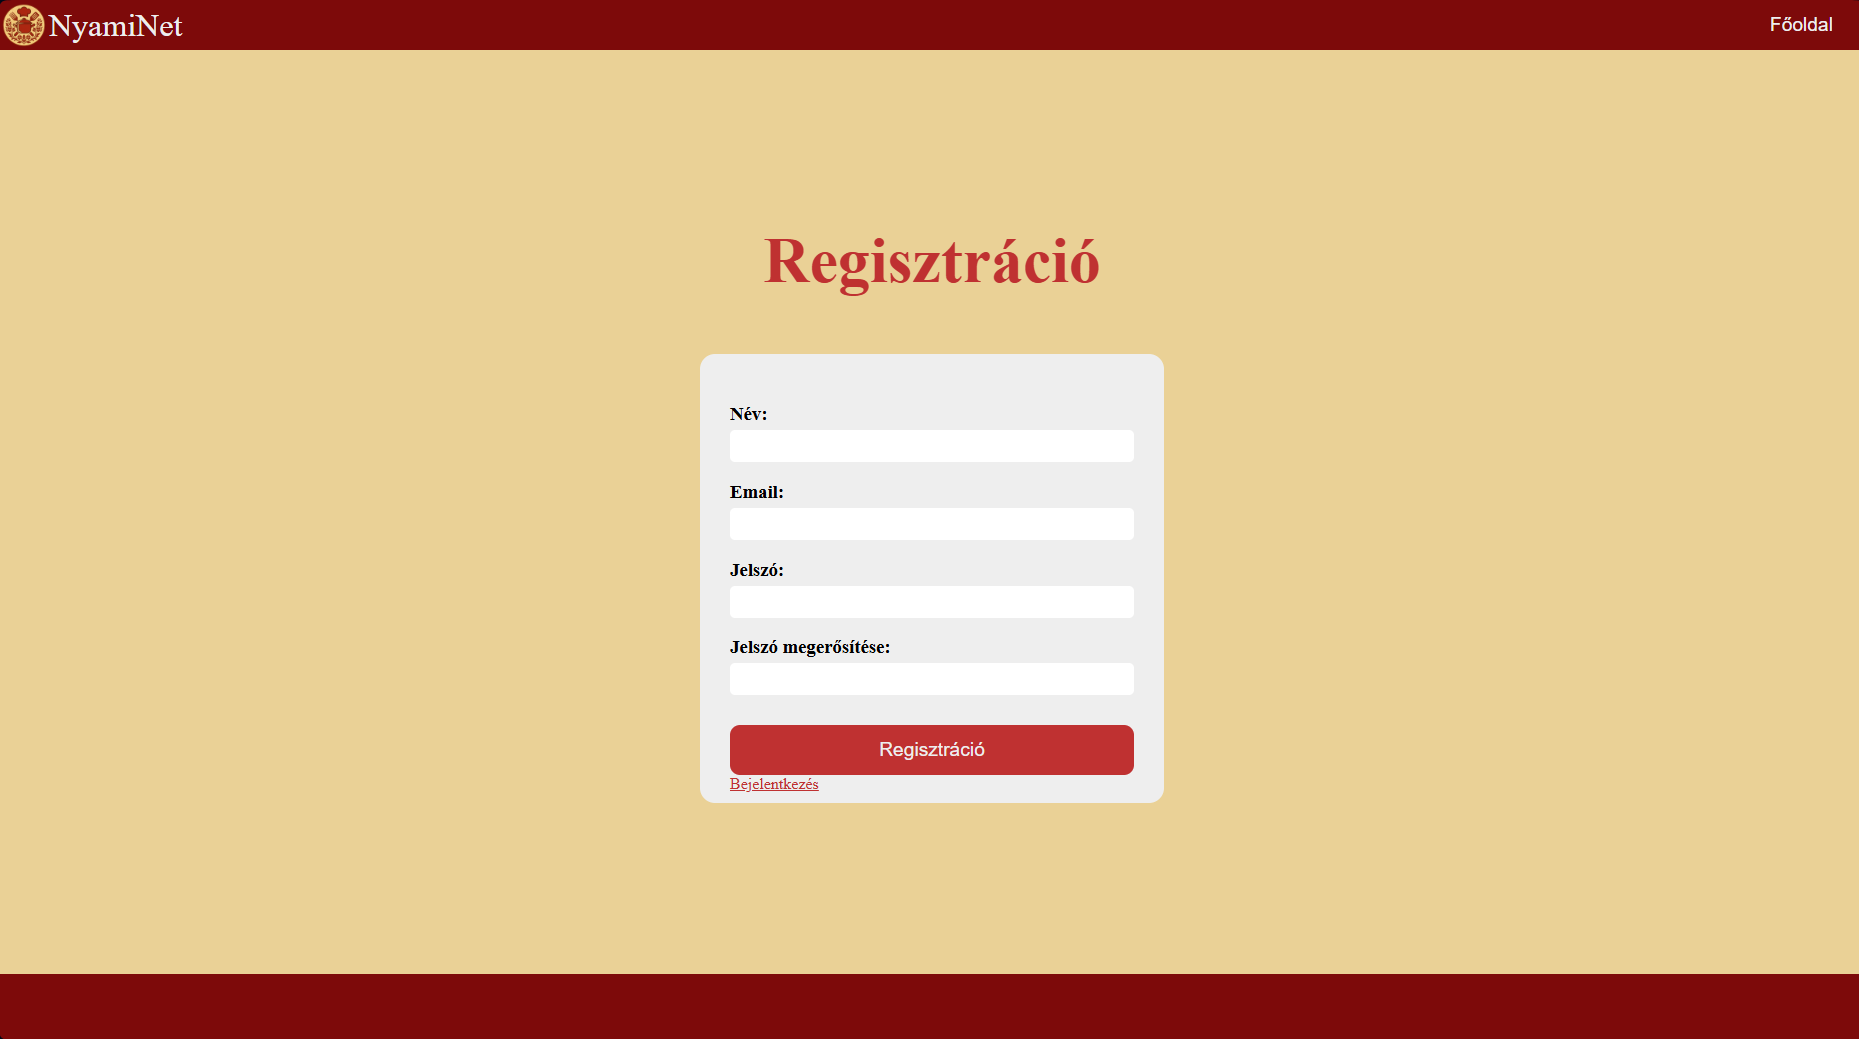 NyamiNet
Főoldal
Regisztráció
Név:
Email:
Jelszó:
Jelszó megerősítése:
Regisztráció
Bejelentkezés